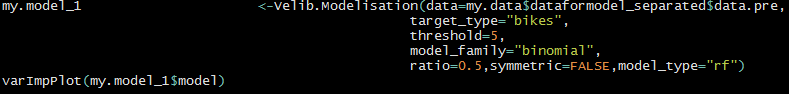 my.model_1 <-Velib.Modelisation(data=my.data$dataformodel_separated$data.pre,
target_type="bikes",
threshold=5,
model_family="binomial",
ratio=0.5,symmetric=FALSE,model_type="rf")
varImpPlot(my.model_1$model)